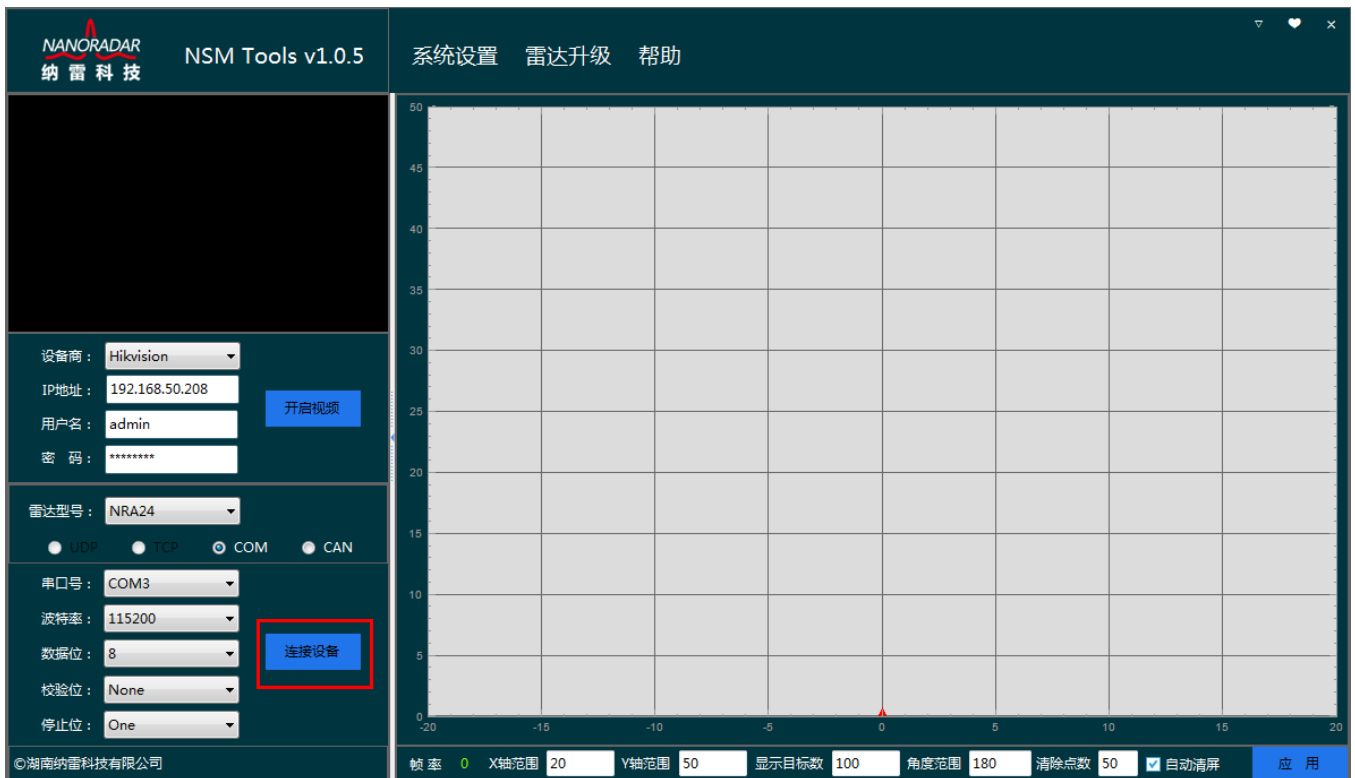 NANORADAR
纳雷科技
NSM Tools v1.0.5
系统设置 雷达升级 帮助
设备商： Hikvision
IP地址： 192.168.50.208
开启视频
用户名： admin
密 码： ********
雷达型号： NRA24
UDP TCP COM CAN
串口号： COM3
波特率： 115200
数据位： 8
连接设备
校验位： None
停止位： One
©湖南纳雷科技有限公司
50
45
40
35
30
25
20
15
10
5
0
-20 -15 -10 -5 0 5 10 15 20
帧 率 0 X轴范围 20 Y轴范围 50 显示目标数 100 角度范围 180 清除点数 50 自动清屏 应 用